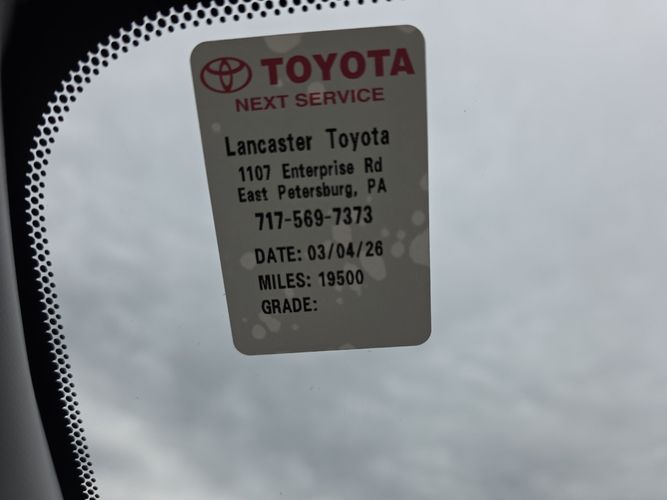 TOYOTA
NEXT SERVICE
Lancaster Toyota
1107 Enterprise Rd
East Petersburg, PA
717-569-7373
DATE: 03/04/26
MILES: 19500
GRADE: